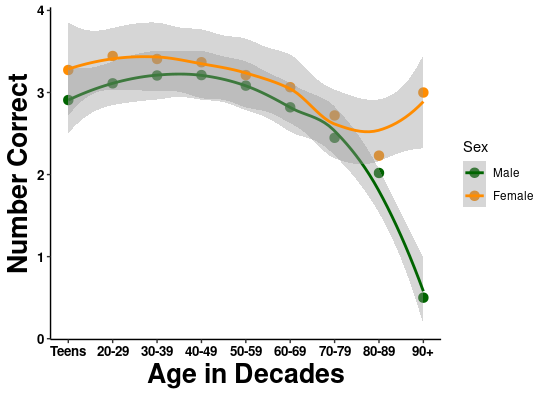 4
3
2
1
0
Number Correct
Teens 20-29 30-39 40-49 50-59 60-69 70-79 80-89 90+
Age in Decades
Sex
Male
Female